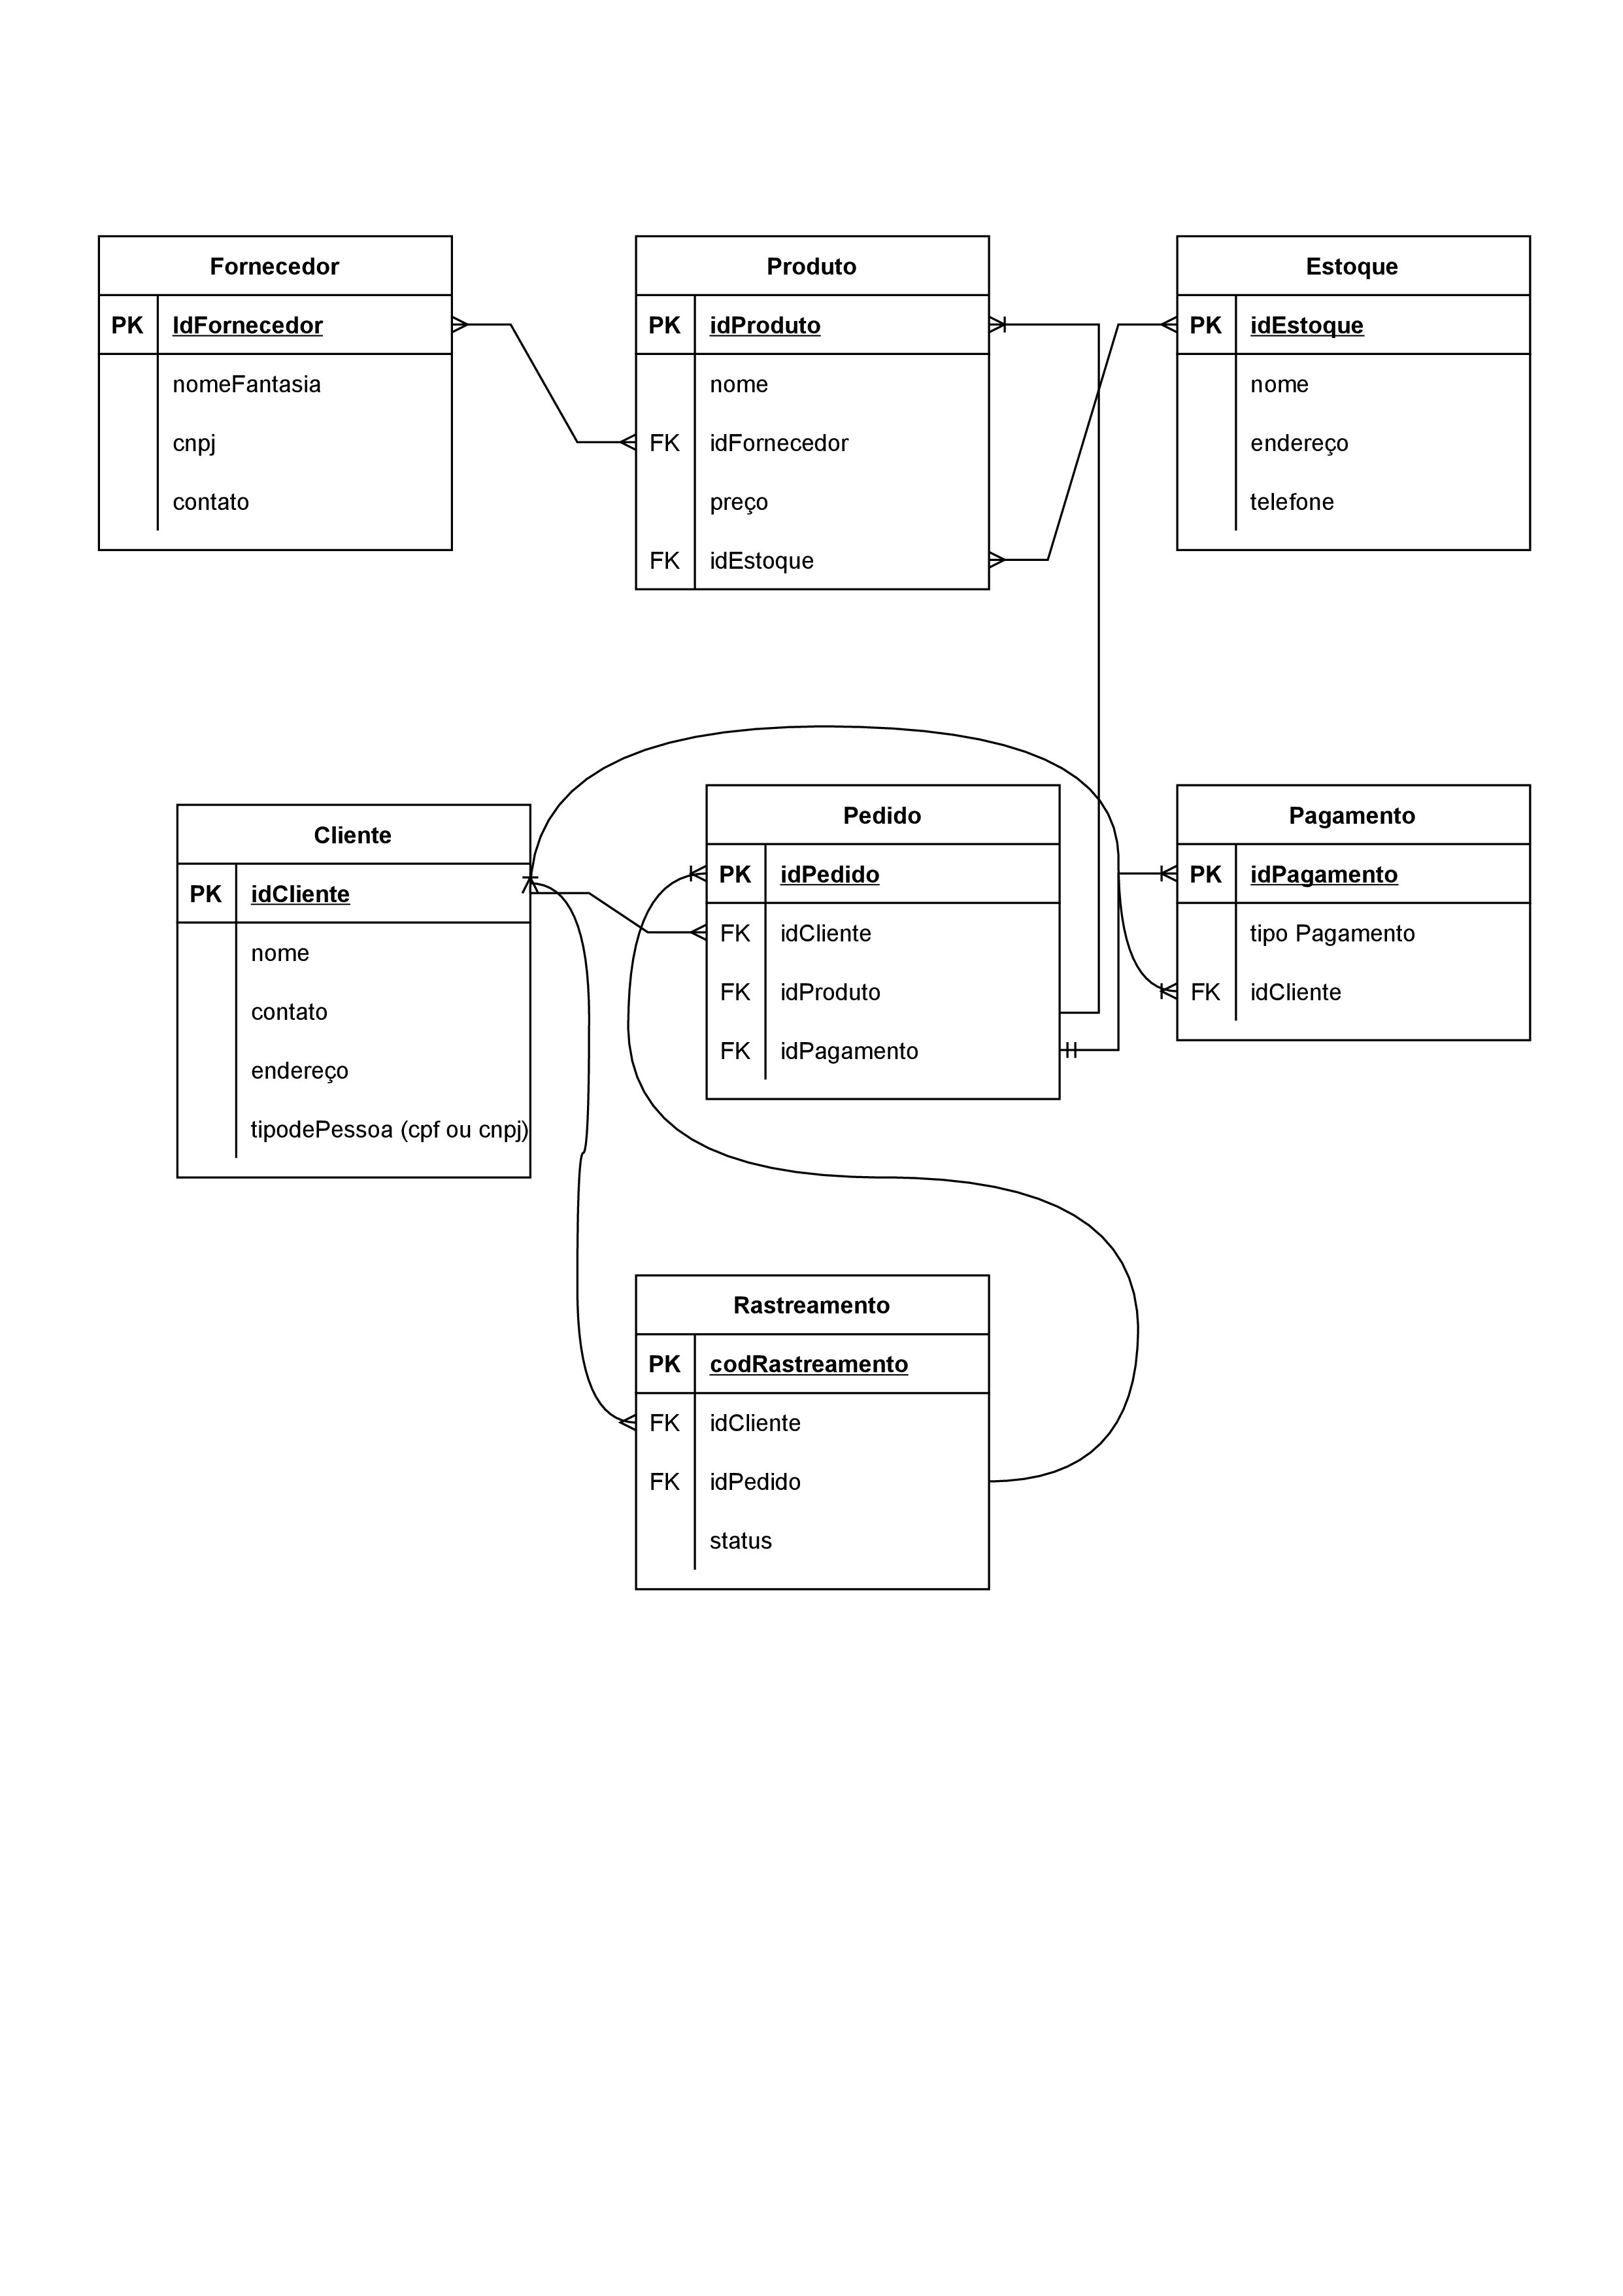 Fornecedor
PK IdFornecedor
nomeFantasia
cnpj
contato
Produto
PK idProduto
nome
FK idFornecedor
preço
FK idEstoque
Estoque
PK idEstoque
nome
endereço
telefone
Cliente
PK idCliente
nome
contato
endereço
tipodePessoa (cpf ou cnpj)
Pedido
PK idPedido
FK idCliente
FK idProduto
FK idPagamento
Pagamento
PK idPagamento
tipo Pagamento
FK idCliente
Rastreamento
PK codRastreamento
FK idCliente
FK idPedido
status